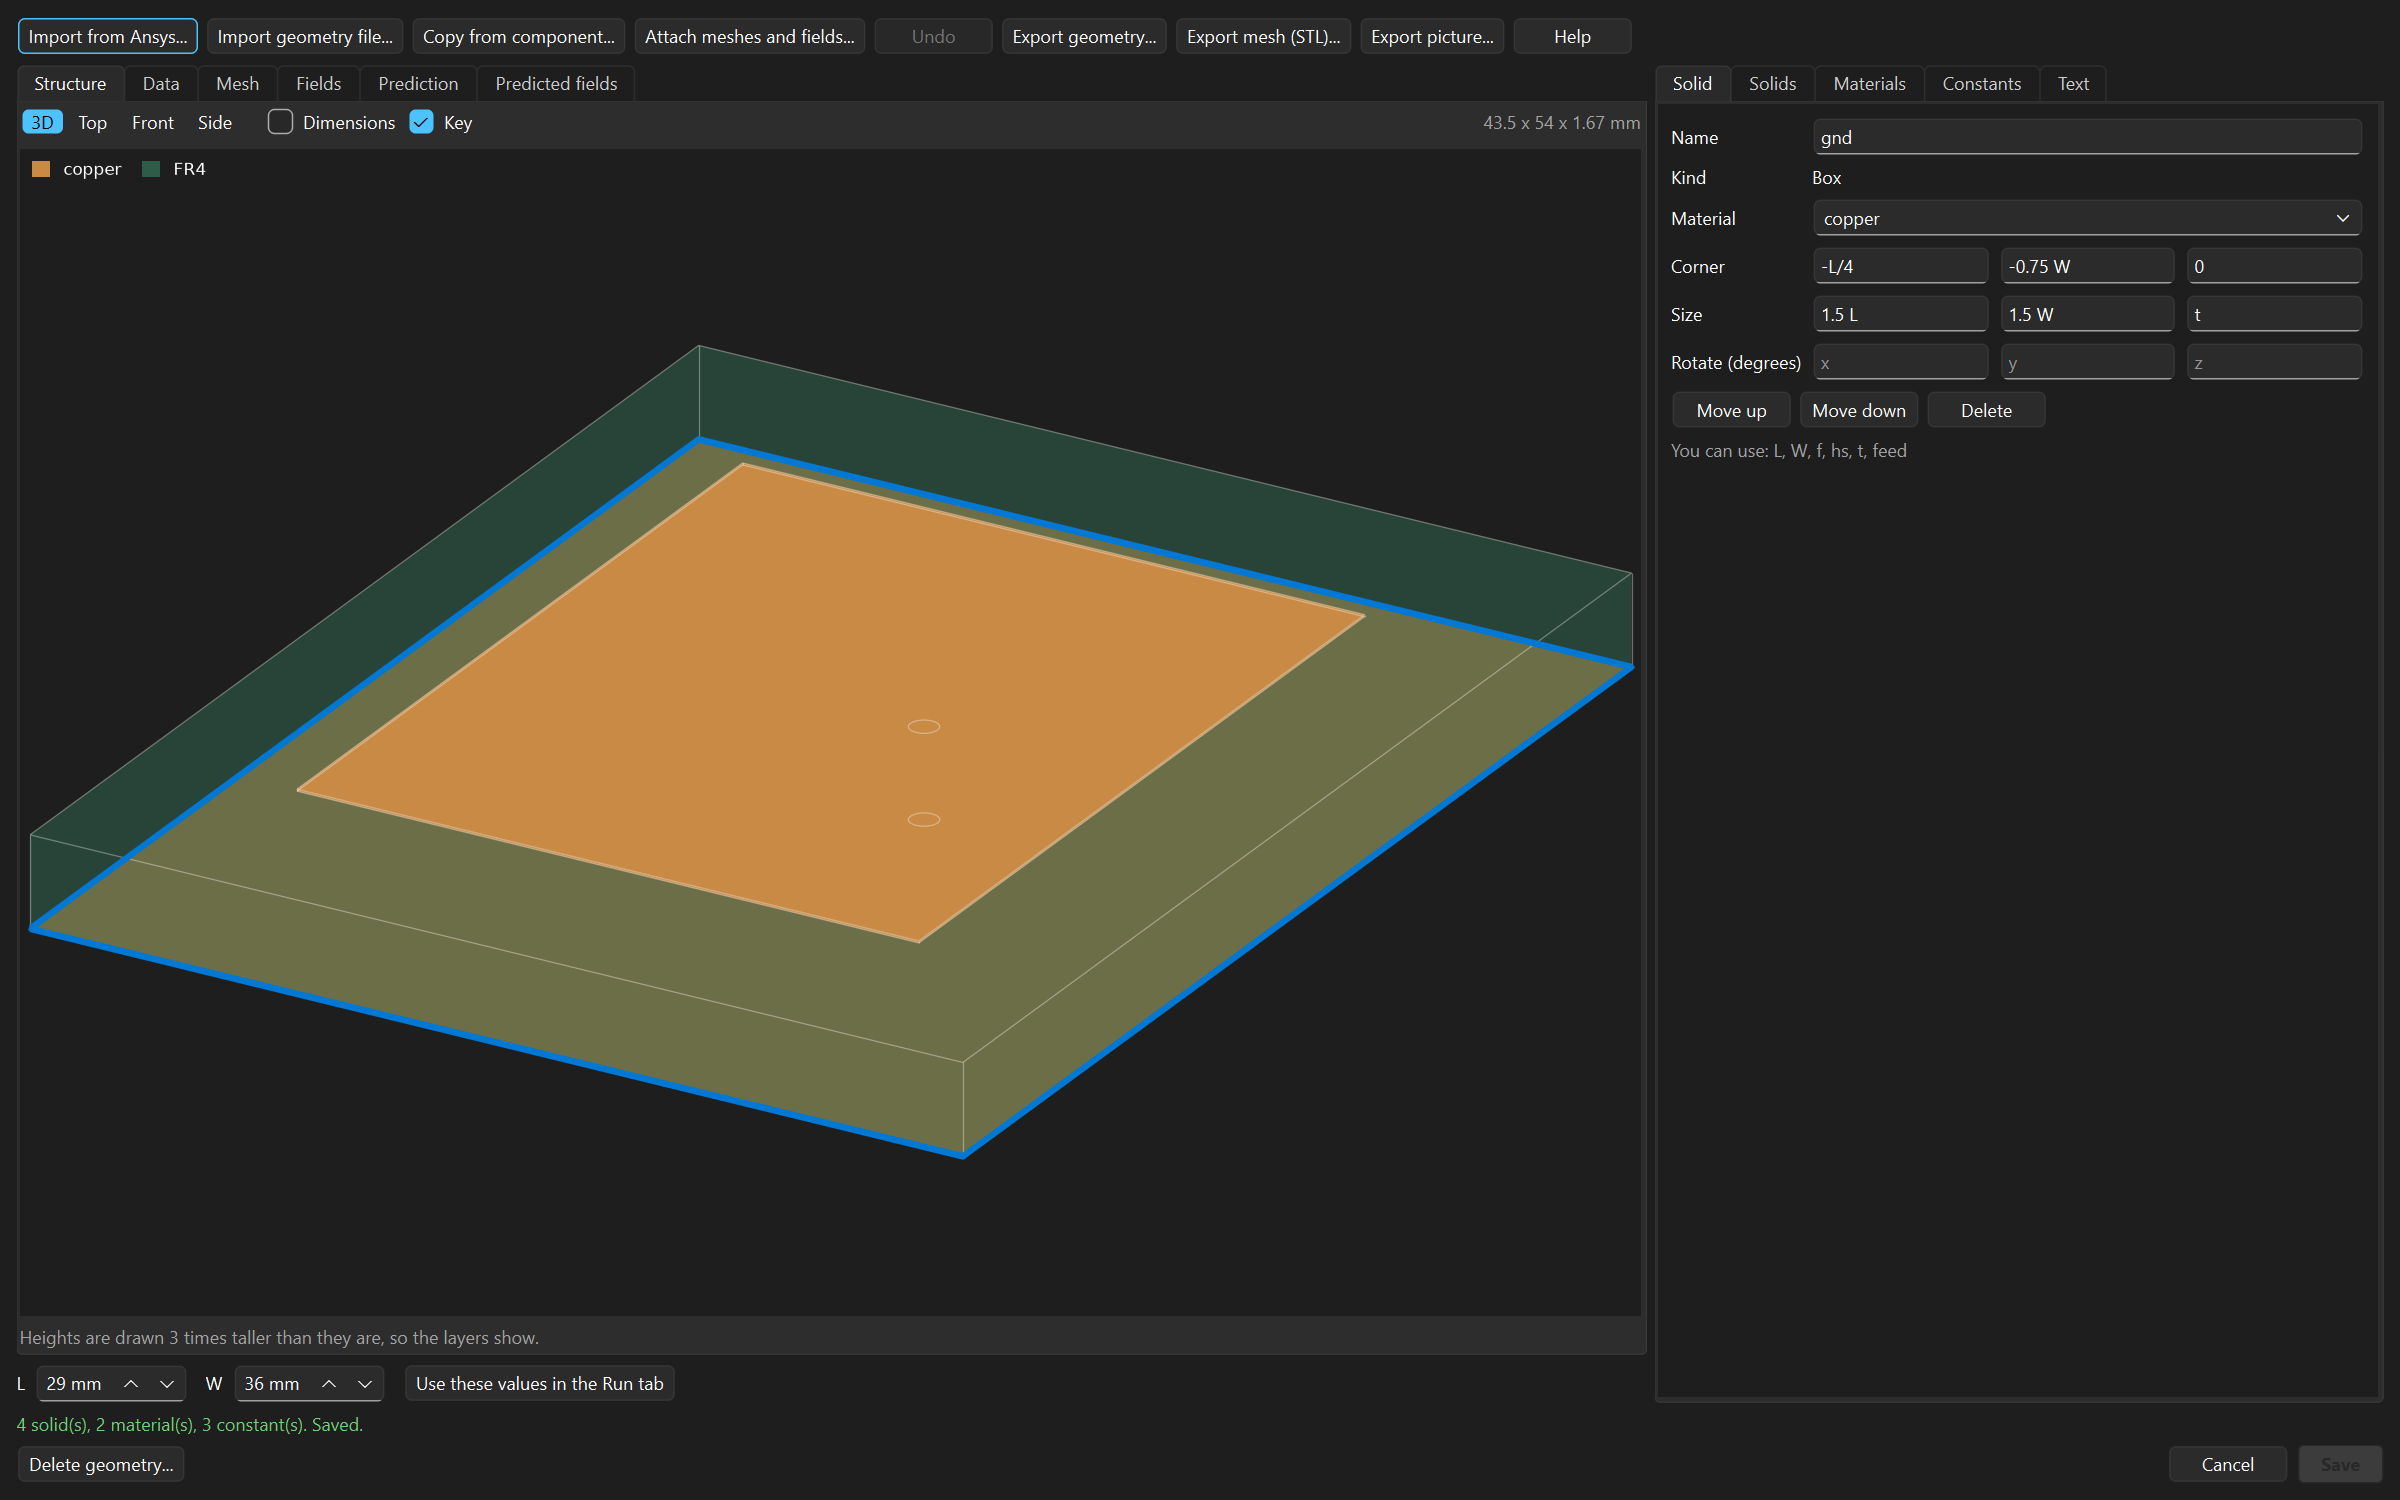 Import from Ansys... Import geometry file... Copy from component... Attach meshes and fields... Undo Export geometry... Export mesh (STL)... Export picture... Help
Structure Data Mesh Fields Prediction Predicted fields
3D Top Front Side Dimensions Key 43.5 x 54 x 1.67 mm
copper FR4
Heights are drawn 3 times taller than they are, so the layers show.
L 29 mm W 36 mm Use these values in the Run tab
4 solid(s), 2 material(s), 3 constant(s). Saved.
Delete geometry...
Solid Solids Materials Constants Text
Name gnd
Kind Box
Material copper
Corner -L/4 -0.75 W 0
Size 1.5 L 1.5 W t
Rotate (degrees) x y z
Move up Move down Delete
You can use: L, W, f, hs, t, feed
Cancel Save